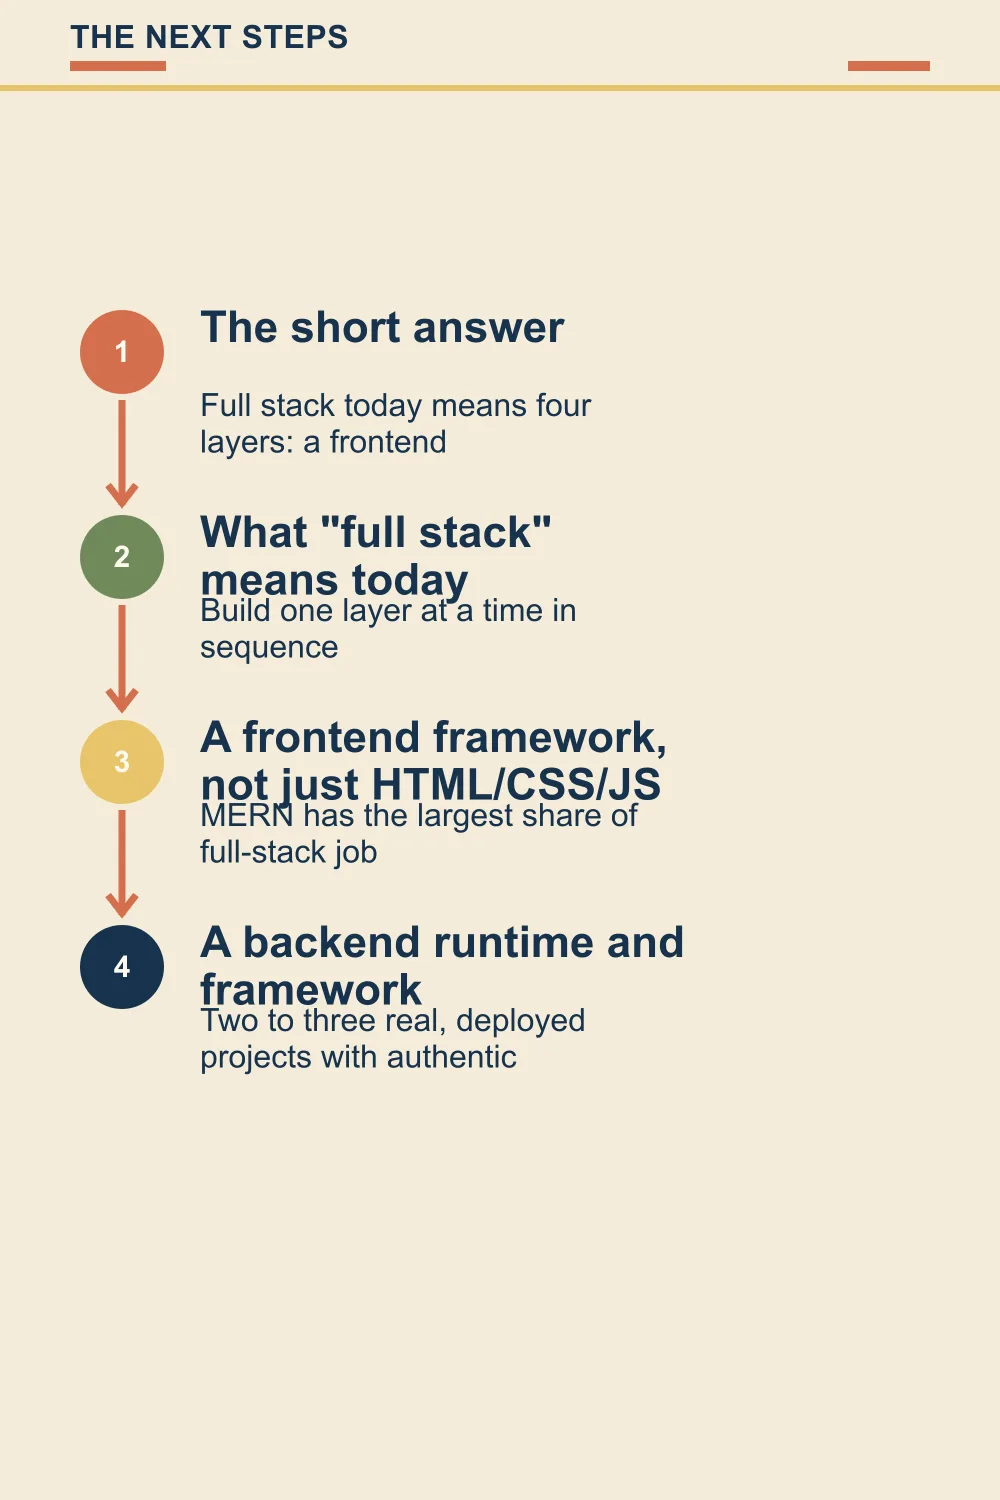 THE NEXT STEPS
1
The short answer
Full stack today means four
layers: a frontend
2
What "full stack"
means today
Build one layer at a time in
sequence
3
A frontend framework,
not just HTML/CSS/JS
MERN has the largest share of
full-stack job
4
A backend runtime and
framework
Two to three real, deployed
projects with authentic